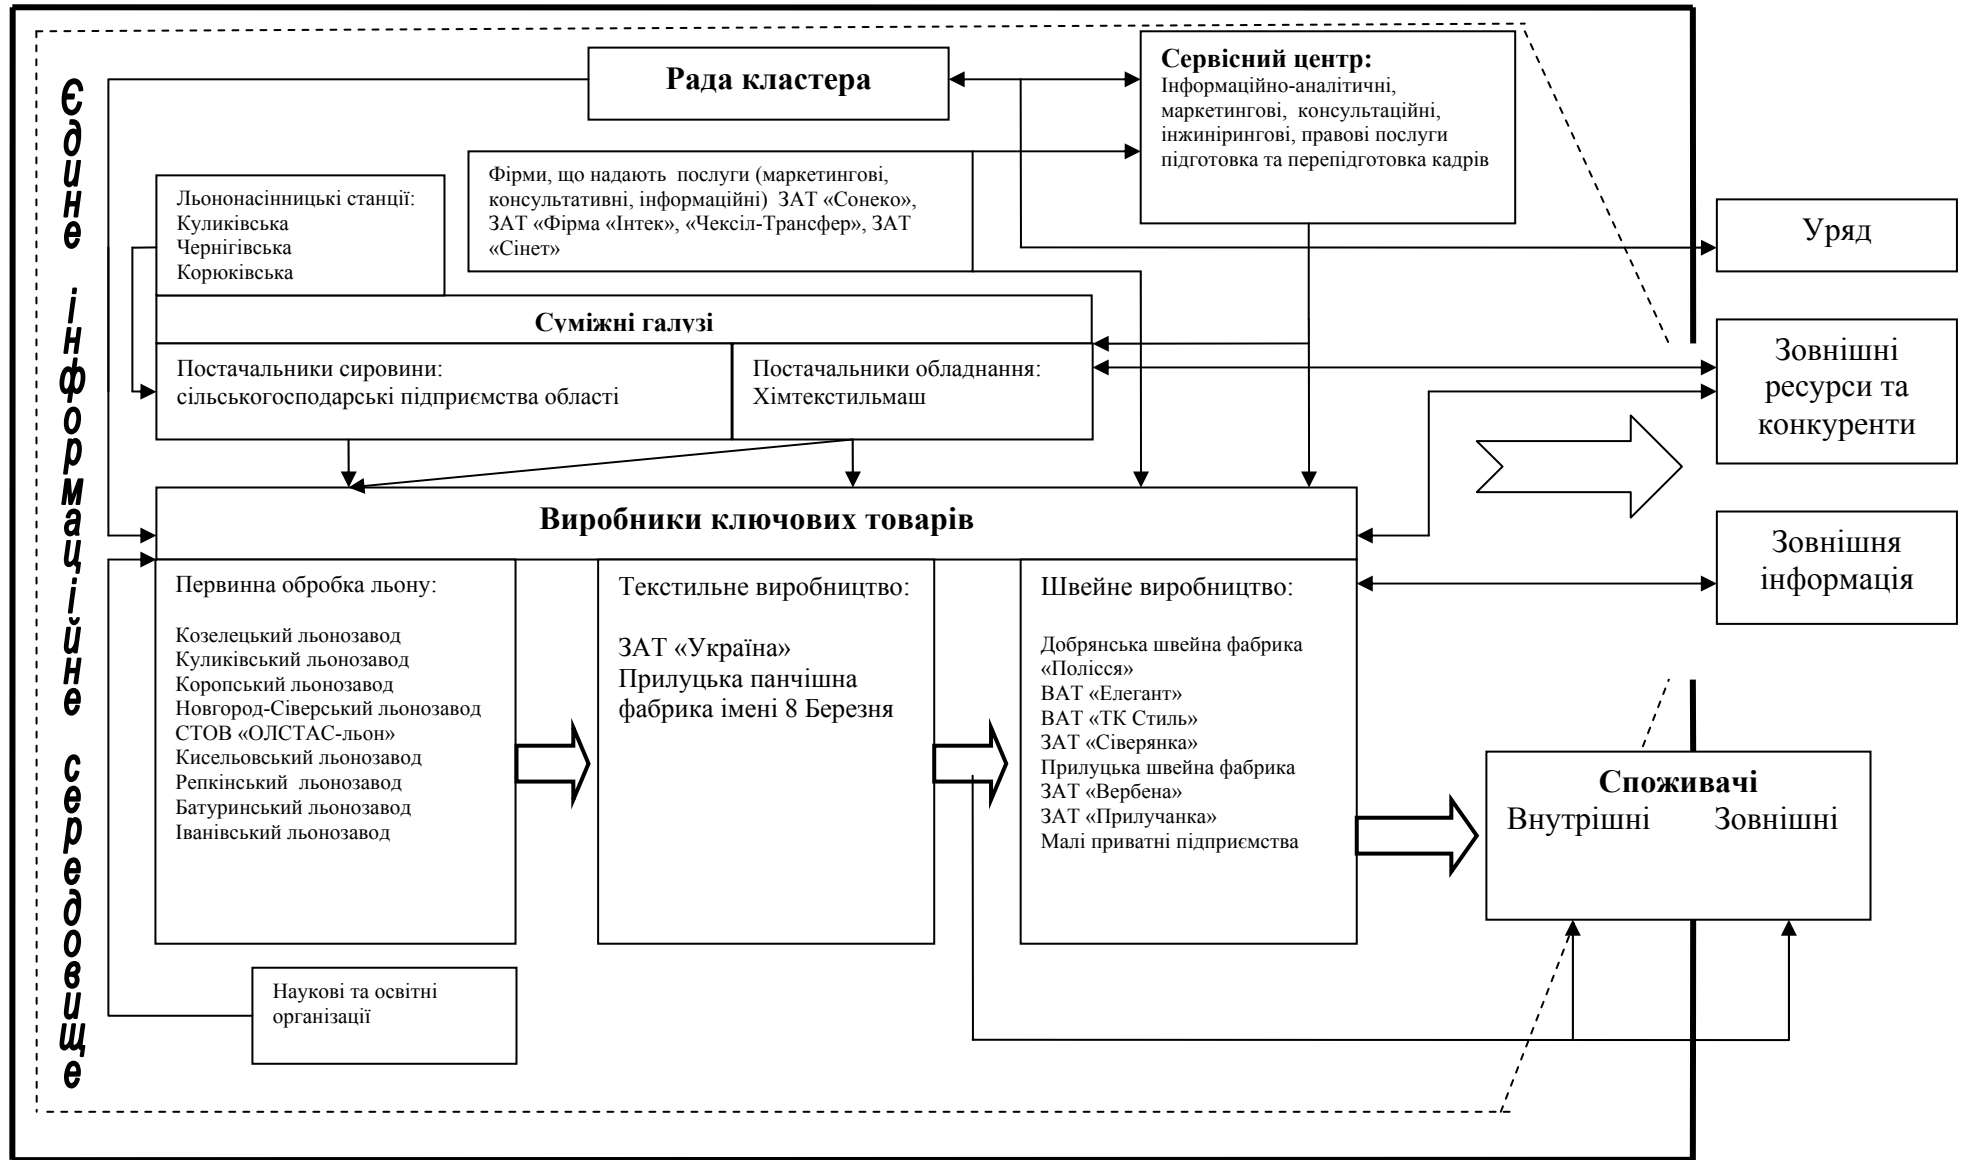 Єдине інформаційне середовище
Рада кластера
Сервісний центр:
Інформаційно-аналітичні,
маркетингові, консультаційні,
інжинірингові, правові послуги
підготовка та перепідготовка кадрів
Фірми, що надають послуги (маркетингові,
консультативні, інформаційні) ЗАТ «Сонеко»,
ЗАТ «Фірма «Інтек», «Чексіл-Трансфер», ЗАТ
«Сінет»
Льононасінницькі станції:
Куликівська
Чернігівська
Корюківська
Уряд
Суміжні галузі
Постачальники сировини:
сільськогосподарські підприємства області
Постачальники обладнання:
Хімтекстильмаш
Зовнішні
ресурси та
конкуренти
Виробники ключових товарів
Зовнішня
інформація
Первинна обробка льону:
Козелецький льонозавод
Куликівський льонозавод
Коропський льонозавод
Новгород-Сіверський льонозавод
СТОВ «ОЛСТАС-льон»
Кисельовський льонозавод
Репкінський льонозавод
Батуринський льонозавод
Іванівський льонозавод
Текстильне виробництво:
ЗАТ «Україна»
Прилуцька панчішна
фабрика імені 8 Березня
Швейне виробництво:
Добрянська швейна фабрика
«Полісся»
ВАТ «Елегант»
ВАТ «ТК Стиль»
ЗАТ «Сіверянка»
Прилуцька швейна фабрика
ЗАТ «Вербена»
ЗАТ «Прилучанка»
Малі приватні підприємства
Споживачі
Внутрішні Зовнішні
Наукові та освітні
організації